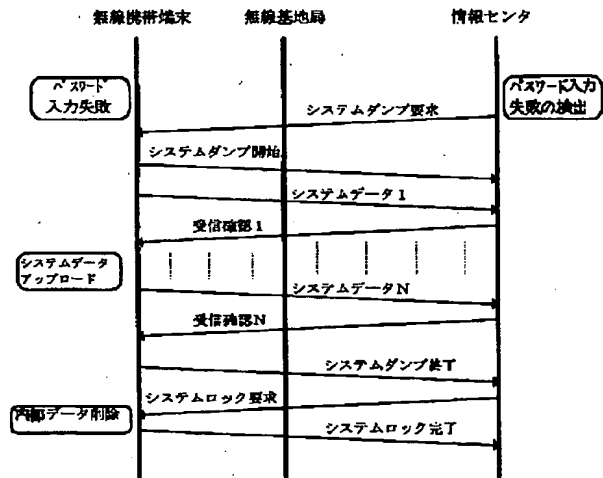 無線携帯端末
無線基地局
情報センタ
パスワード
入力失敗
パスワード入力
失敗の検出
システムダンプ要求
システムダンプ開始
システムデータ1
受信確認1
システムデータ
アップロード
システムデータN
受信確認N
システムダンプ終了
システムロック要求
内部データ削除
システムロック完了